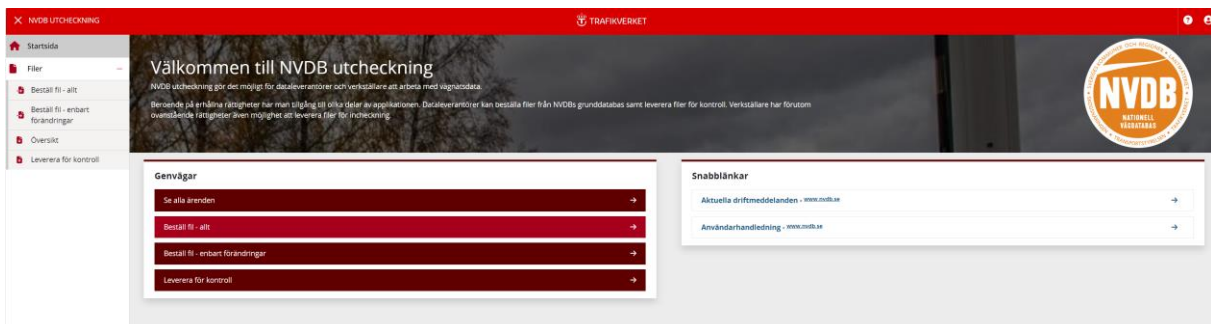 NVDB UTCHECKNING
TRAFIKVERKET
Startsida
Filer
Beställ fil - allt
Beställ fil - enbart
förändringar
Översikt
Leverera för kontroll
Välkommen till NVDB utcheckning
NVDB utcheckning gör det möjligt för dataleverantörer och verkställare att arbeta med vägnätsdata.
Beroende på erhållna rättigheter har man tillgång till olika delar av applikationen. Dataleverantörer kan beställa filer från NVDBs grunddatabas samt leverera filer för kontroll. Verkställare har förutom
ovanstående rättigheter även möjlighet att leverera filer för incheckning.
NVDB
NATIONELL
VÄGDATABAS
Genvägar
Se alla ärenden
Beställ fil - allt
Beställ fil - enbart förändringar
Leverera för kontroll
Snabblänkar
Aktuella driftmeddelanden - www.nvdb.se
Användarhandledning - www.nvdb.se